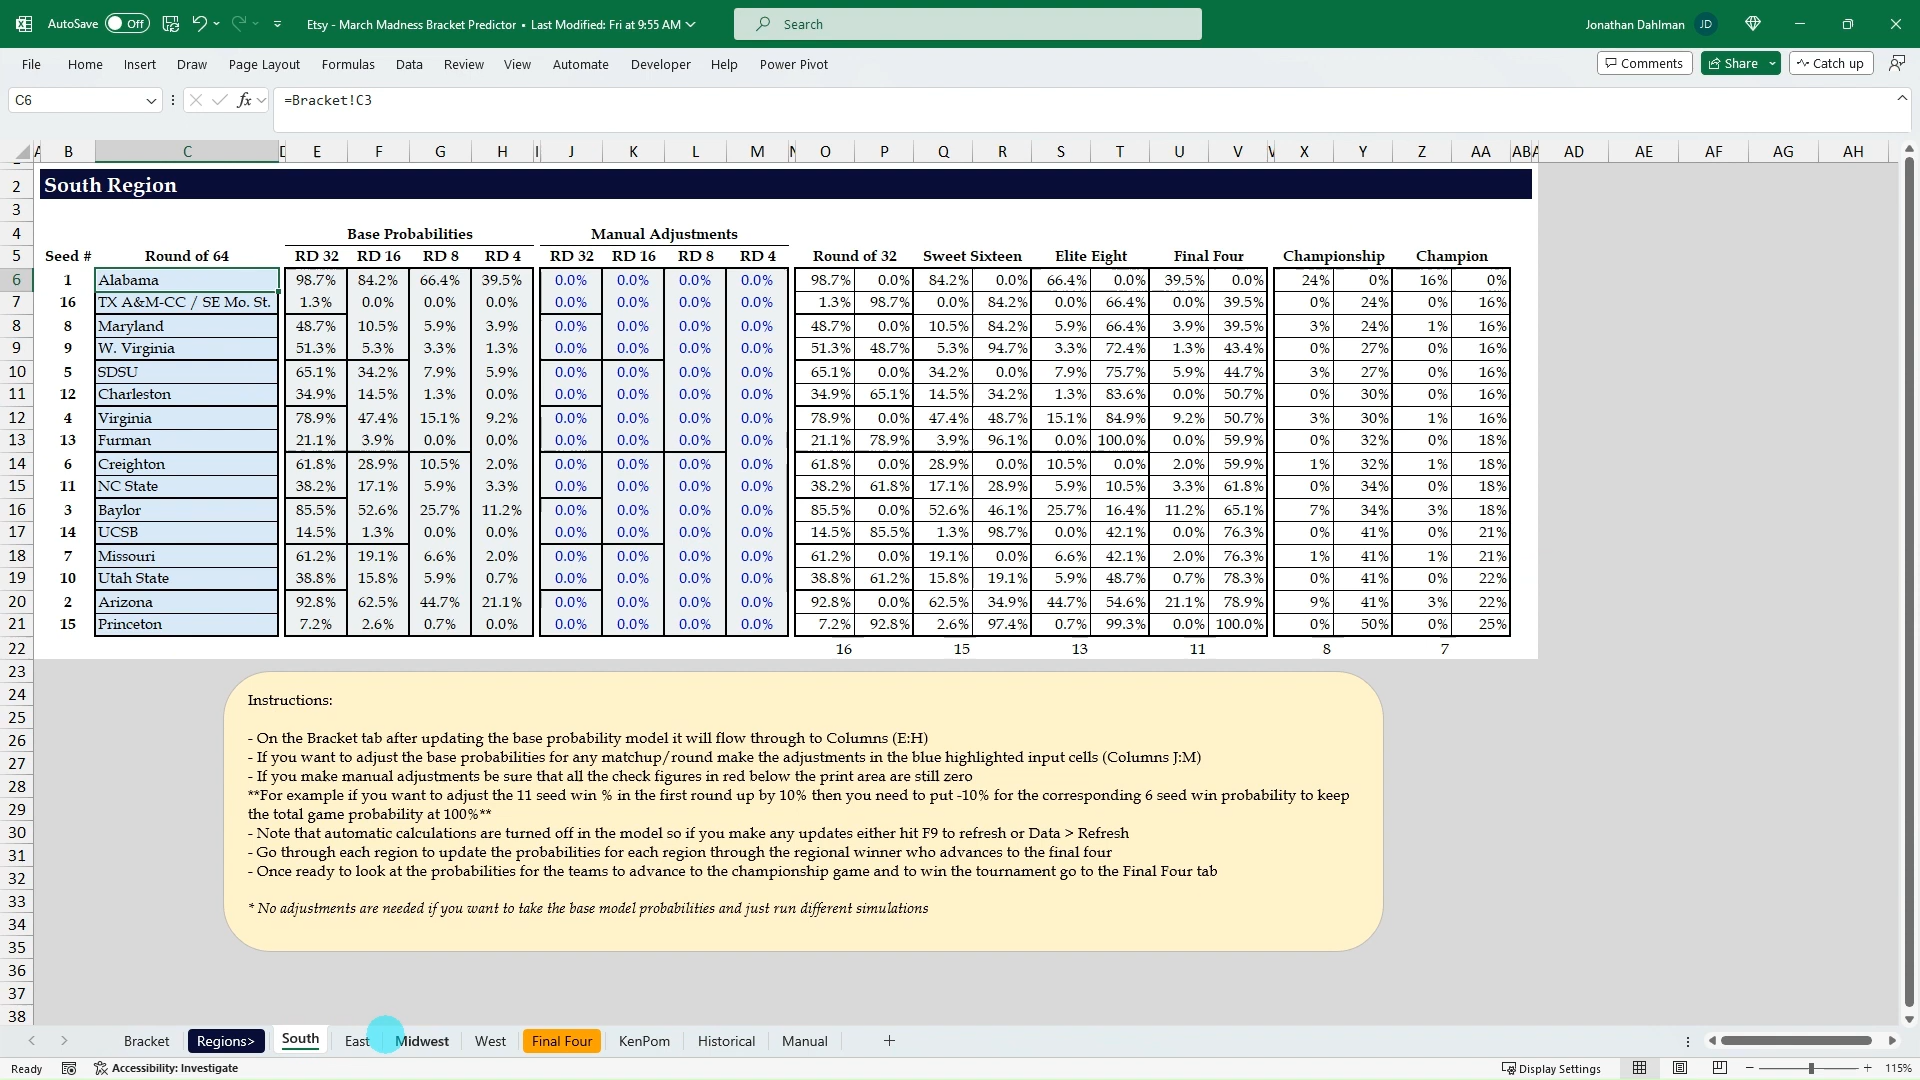 AutoSave Off Etsy - March Madness Bracket Predictor • Last Modified: Fri at 9:55 AM Search Jonathan Dahlman JD
File Home Insert Draw Page Layout Formulas Data Review View Automate Developer Help Power Pivot Comments Share Catch up
C6 fx =Bracket!C3
B C E F G H J K L M O P Q R S T U V X Y Z AA AD AE AF AG AH
2 South Region
3
4 Base Probabilities Manual Adjustments
5 Seed # Round of 64 RD 32 RD 16 RD 8 RD 4 RD 32 RD 16 RD 8 RD 4 Round of 32 Sweet Sixteen Elite Eight Final Four Championship Champion
6 1 Alabama 98.7% 84.2% 66.4% 39.5% 0.0% 0.0% 0.0% 0.0% 98.7% 0.0% 84.2% 0.0% 66.4% 0.0% 39.5% 0.0% 24% 0% 16% 0%
7 16 TX A&M-CC / SE Mo. St. 1.3% 0.0% 0.0% 0.0% 0.0% 0.0% 0.0% 0.0% 1.3% 98.7% 0.0% 84.2% 0.0% 66.4% 0.0% 39.5% 0% 24% 0% 16%
8 8 Maryland 48.7% 10.5% 5.9% 3.9% 0.0% 0.0% 0.0% 0.0% 48.7% 0.0% 10.5% 84.2% 5.9% 66.4% 3.9% 39.5% 3% 24% 1% 16%
9 9 W. Virginia 51.3% 5.3% 3.3% 1.3% 0.0% 0.0% 0.0% 0.0% 51.3% 48.7% 5.3% 94.7% 3.3% 72.4% 1.3% 43.4% 0% 27% 0% 16%
10 5 SDSU 65.1% 34.2% 7.9% 5.9% 0.0% 0.0% 0.0% 0.0% 65.1% 0.0% 34.2% 0.0% 7.9% 75.7% 5.9% 44.7% 3% 27% 0% 16%
11 12 Charleston 34.9% 14.5% 1.3% 0.0% 0.0% 0.0% 0.0% 0.0% 34.9% 65.1% 14.5% 34.2% 1.3% 83.6% 0.0% 50.7% 0% 30% 0% 16%
12 4 Virginia 78.9% 47.4% 15.1% 9.2% 0.0% 0.0% 0.0% 0.0% 78.9% 0.0% 47.4% 48.7% 15.1% 84.9% 9.2% 50.7% 3% 30% 1% 16%
13 13 Furman 21.1% 3.9% 0.0% 0.0% 0.0% 0.0% 0.0% 0.0% 21.1% 78.9% 3.9% 96.1% 0.0% 100.0% 0.0% 59.9% 0% 32% 0% 18%
14 6 Creighton 61.8% 28.9% 10.5% 2.0% 0.0% 0.0% 0.0% 0.0% 61.8% 0.0% 28.9% 0.0% 10.5% 0.0% 2.0% 59.9% 1% 32% 1% 18%
15 11 NC State 38.2% 17.1% 5.9% 3.3% 0.0% 0.0% 0.0% 0.0% 38.2% 61.8% 17.1% 28.9% 5.9% 10.5% 3.3% 61.8% 0% 34% 0% 18%
16 3 Baylor 85.5% 52.6% 25.7% 11.2% 0.0% 0.0% 0.0% 0.0% 85.5% 0.0% 52.6% 46.1% 25.7% 16.4% 11.2% 65.1% 7% 34% 3% 18%
17 14 UCSB 14.5% 1.3% 0.0% 0.0% 0.0% 0.0% 0.0% 0.0% 14.5% 85.5% 1.3% 98.7% 0.0% 42.1% 0.0% 76.3% 0% 41% 0% 21%
18 7 Missouri 61.2% 19.1% 6.6% 2.0% 0.0% 0.0% 0.0% 0.0% 61.2% 0.0% 19.1% 0.0% 6.6% 42.1% 2.0% 76.3% 1% 41% 1% 21%
19 10 Utah State 38.8% 15.8% 5.9% 0.7% 0.0% 0.0% 0.0% 0.0% 38.8% 61.2% 15.8% 19.1% 5.9% 48.7% 0.7% 78.3% 0% 41% 0% 22%
20 2 Arizona 92.8% 62.5% 44.7% 21.1% 0.0% 0.0% 0.0% 0.0% 92.8% 0.0% 62.5% 34.9% 44.7% 54.6% 21.1% 78.9% 9% 41% 3% 22%
21 15 Princeton 7.2% 2.6% 0.7% 0.0% 0.0% 0.0% 0.0% 0.0% 7.2% 92.8% 2.6% 97.4% 0.7% 99.3% 0.0% 100.0% 0% 50% 0% 25%
22 16 15 13 11 8 7
23
24 Instructions:
25
26 - On the Bracket tab after updating the base probability model it will flow through to Columns (E:H)
27 - If you want to adjust the base probabilities for any matchup/round make the adjustments in the blue highlighted input cells (Columns J:M)
28 - If you make manual adjustments be sure that all the check figures in red below the print area are still zero
29 **For example if you want to adjust the 11 seed win % in the first round up by 10% then you need to put -10% for the corresponding 6 seed win probability to keep
the total game probability at 100%**
30 - Note that automatic calculations are turned off in the model so if you make any updates either hit F9 to refresh or Data > Refresh
31 - Go through each region to update the probabilities for each region through the regional winner who advances to the final four
32 - Once ready to look at the probabilities for the teams to advance to the championship game and to win the tournament go to the Final Four tab
33
34 * No adjustments are needed if you want to take the base model probabilities and just run different simulations
35
36
37
38
Bracket Regions> South East Midwest West Final Four KenPom Historical Manual
Ready Accessibility: Investigate Display Settings 115%